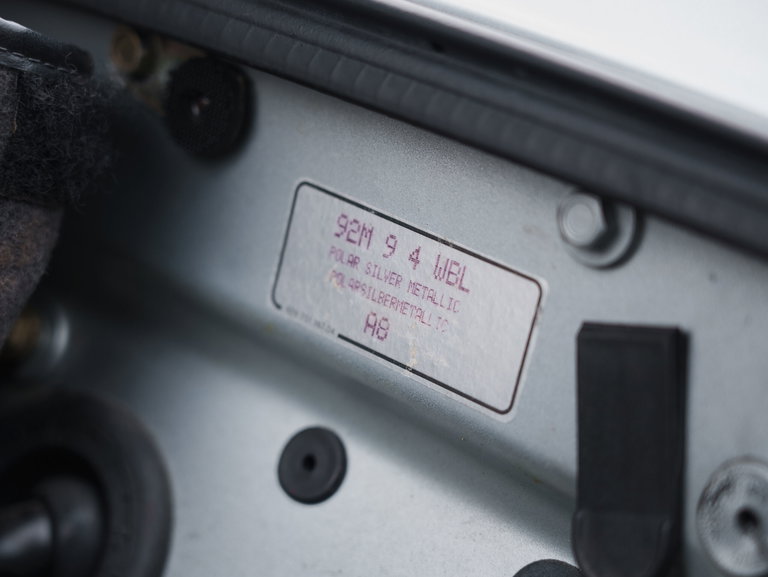 92M 9 4 WBL
POLAR SILVER METALLIC
POLARSILBERMETALLIC
A8